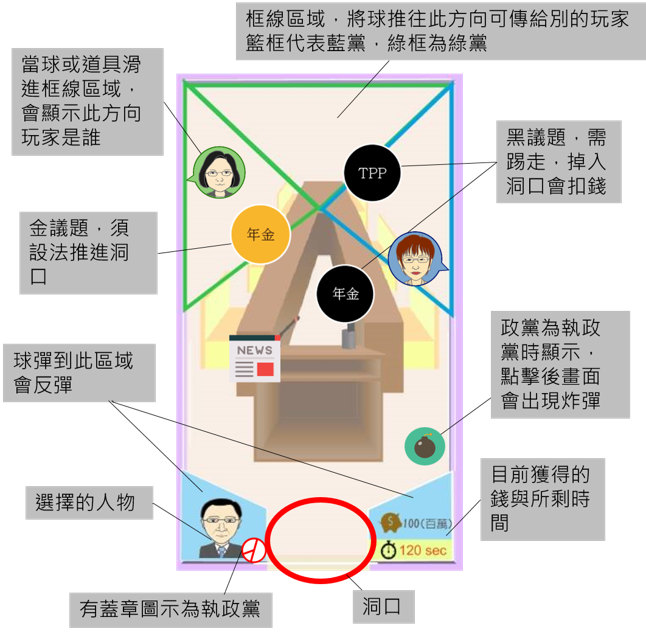 框線區域，將球推往此方向可傳給別的玩家
籃框代表藍黨，綠框為綠黨
當球或道具滑
進框線區域，
會顯示此方向
玩家是誰
黑議題，需
踢走，掉入
洞口會扣錢
TPP
金議題，須
設法推進洞
口
年金
年金
NEWS
政黨為執政
黨時顯示，
點擊後畫面
會出現炸彈
球彈到此區域
會反彈
目前獲得的
錢與所剩時
間
選擇的人物
$100(百萬)
120 sec
有蓋章圖示為執政黨
洞口